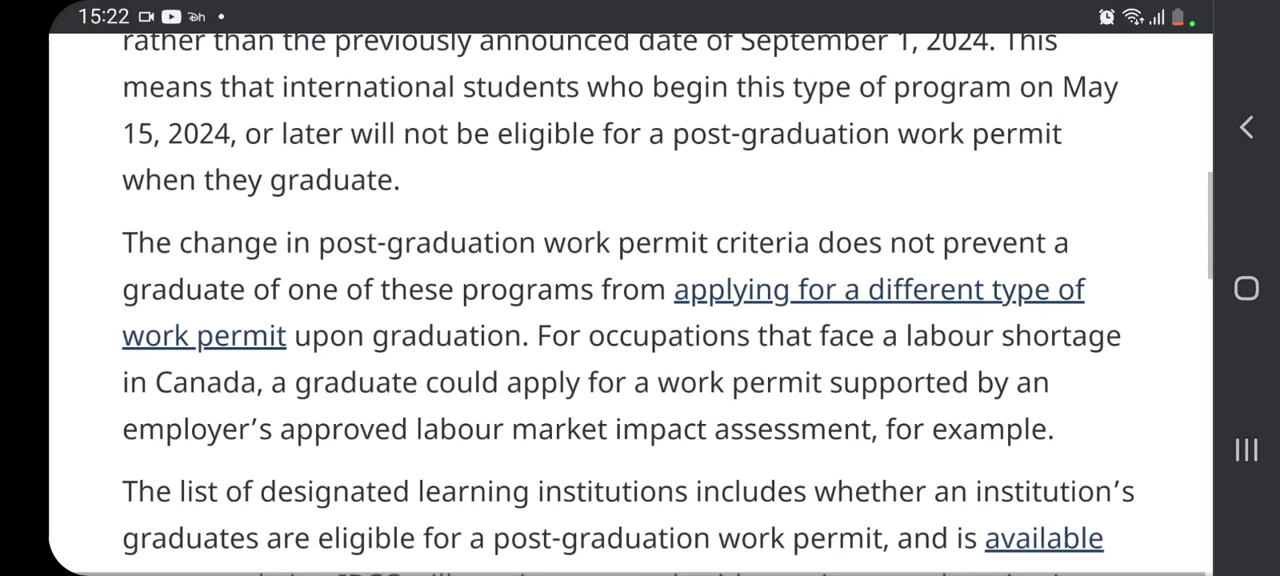 15:22
rather than the previously announced date of September 1, 2024. This
means that international students who begin this type of program on May
15, 2024, or later will not be eligible for a post-graduation work permit
when they graduate.
The change in post-graduation work permit criteria does not prevent a
graduate of one of these programs from applying for a different type of
work permit upon graduation. For occupations that face a labour shortage
in Canada, a graduate could apply for a work permit supported by an
employer’s approved labour market impact assessment, for example.
The list of designated learning institutions includes whether an institution’s
graduates are eligible for a post-graduation work permit, and is available